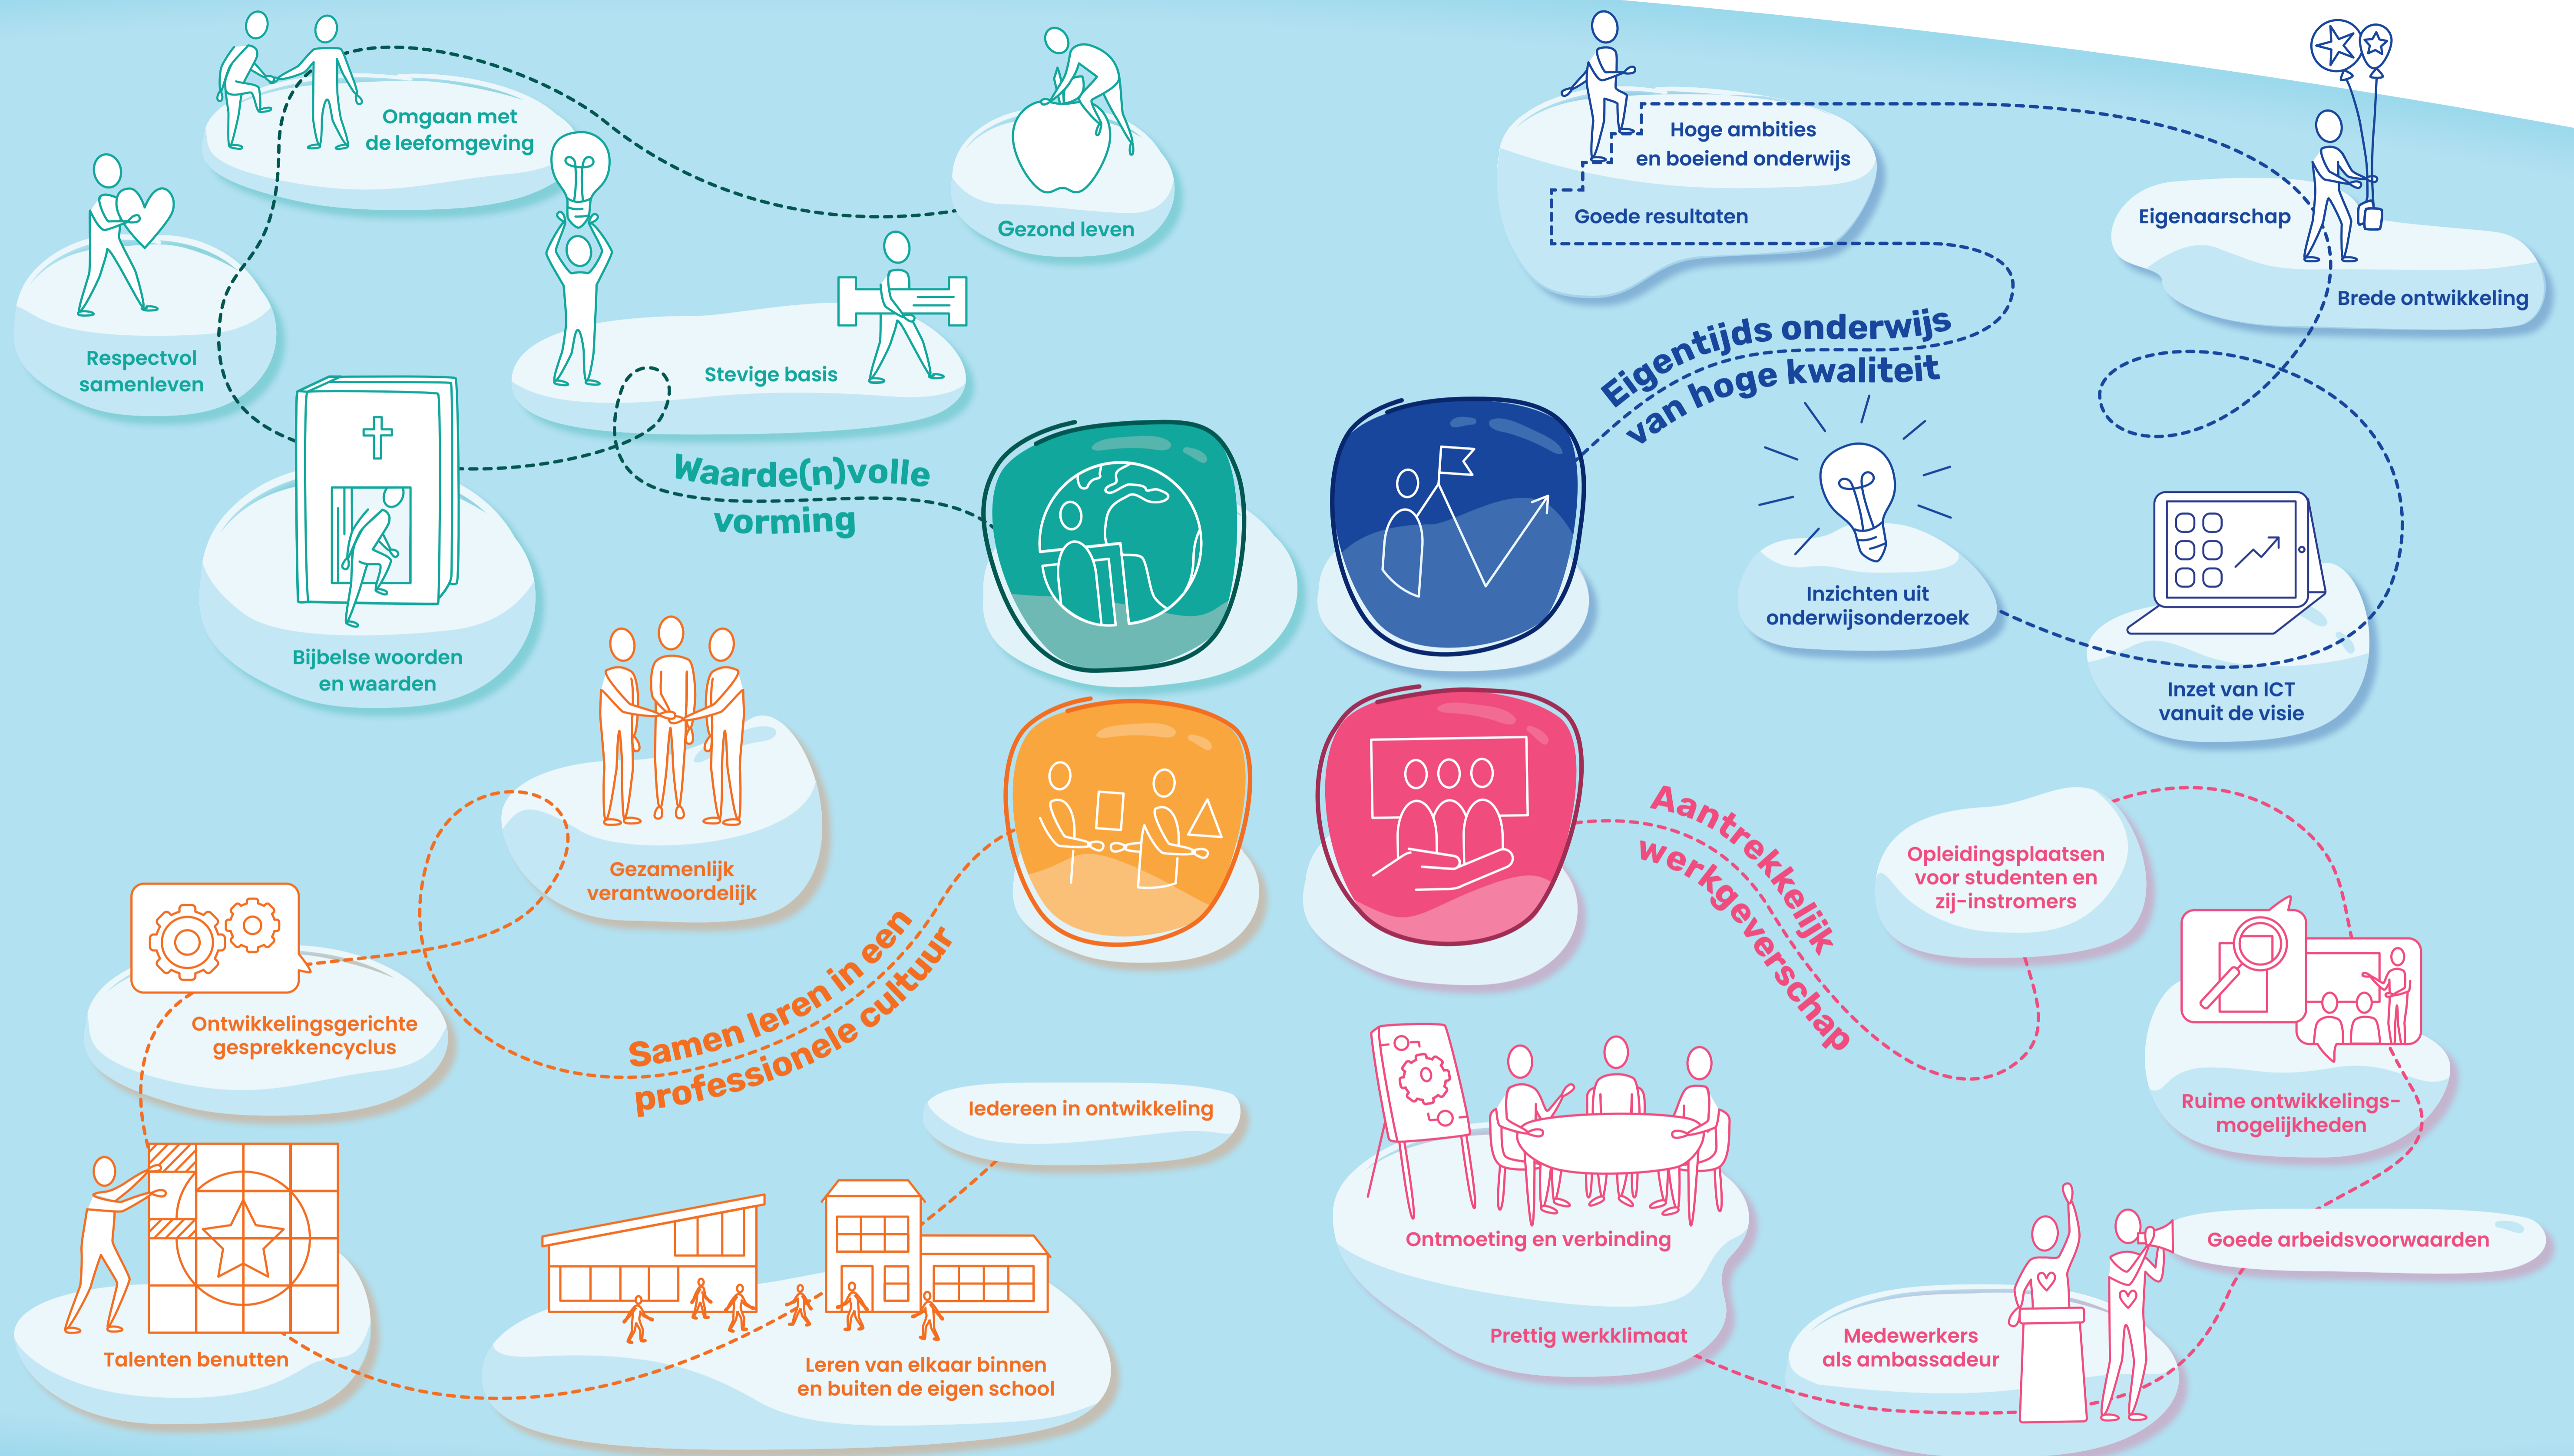 Omgaan met
de leefomgeving
Gezond leven
Respectvol
samenleven
Stevige basis
Bijbelse woorden
en waarden
Waarde(n)volle
vorming
Hoge ambities
en boeiend onderwijs
Goede resultaten
Eigenaarschap
Brede ontwikkeling
Eigentijds onderwijs
van hoge kwaliteit
Inzichten uit
onderwijsonderzoek
Inzet van ICT
vanuit de visie
Gezamenlijk
verantwoordelijk
Ontwikkelingsgerichte
gesprekkencyclus
Samen leren in een
professionele cultuur
Iedereen in ontwikkeling
Talenten benutten
Leren van elkaar binnen
en buiten de eigen school
Aantrekkelijk
werkgeverschap
Opleidingsplaatsen
voor studenten en
zij-instromers
Ruime ontwikkelings-
mogelijkheden
Ontmoeting en verbinding
Prettig werkklimaat
Goede arbeidsvoorwaarden
Medewerkers
als ambassadeur